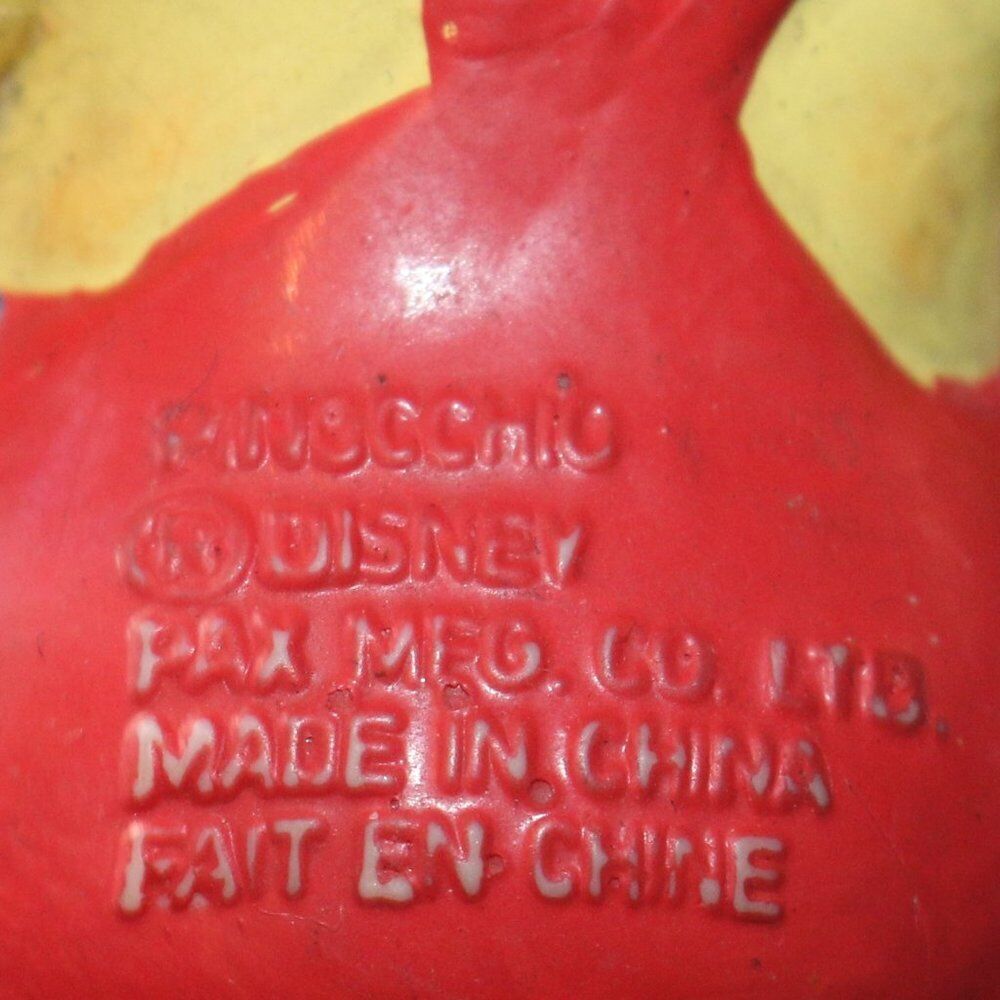 PINOCCHIO
® DISNEY
PAX MFG. CO. LTD.
MADE IN CHINA
FAIT EN CHINE